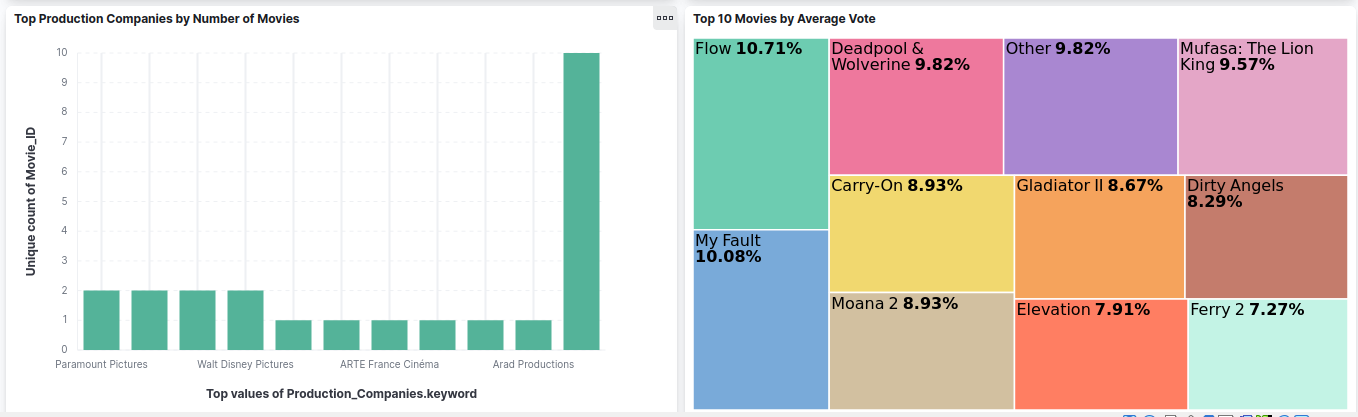 Top Production Companies by Number of Movies
Unique count of Movie_ID
10
9
8
7
6
5
4
3
2
1
0
Paramount Pictures
Walt Disney Pictures
ARTE France Cinéma
Arad Productions
Top values of Production_Companies.keyword
Top 10 Movies by Average Vote
Flow 10.71%
Deadpool &
Wolverine 9.82%
Other 9.82%
Mufasa: The Lion
King 9.57%
Carry-On 8.93%
Gladiator II 8.67%
Dirty Angels
8.29%
My Fault
10.08%
Moana 2 8.93%
Elevation 7.91%
Ferry 2 7.27%